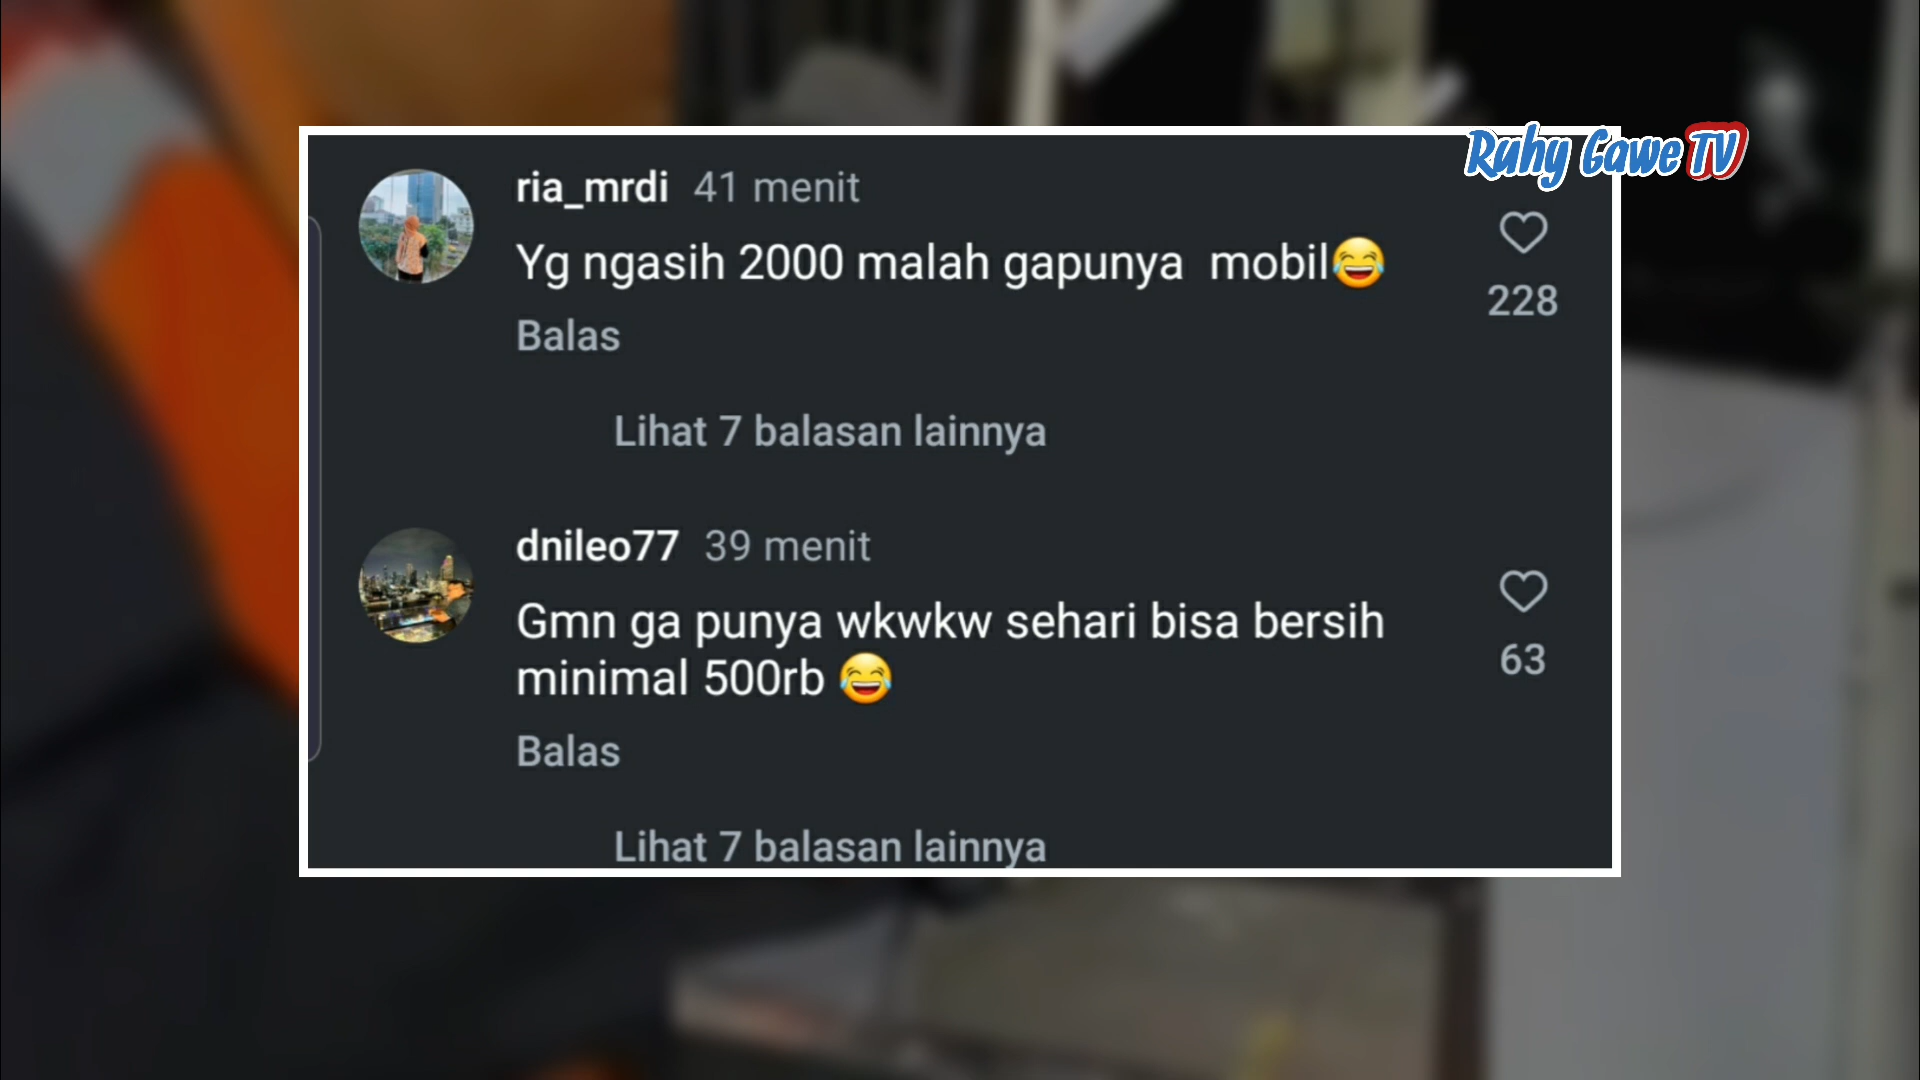 Ruhy Gawe TV
ria_mrdi 41 menit
Yg ngasih 2000 malah gapunya mobil😂
228
Balas
Lihat 7 balasan lainnya
dnileo77 39 menit
Gmn ga punya wkwkw sehari bisa bersih
minimal 500rb 😂
63
Balas
Lihat 7 balasan lainnya